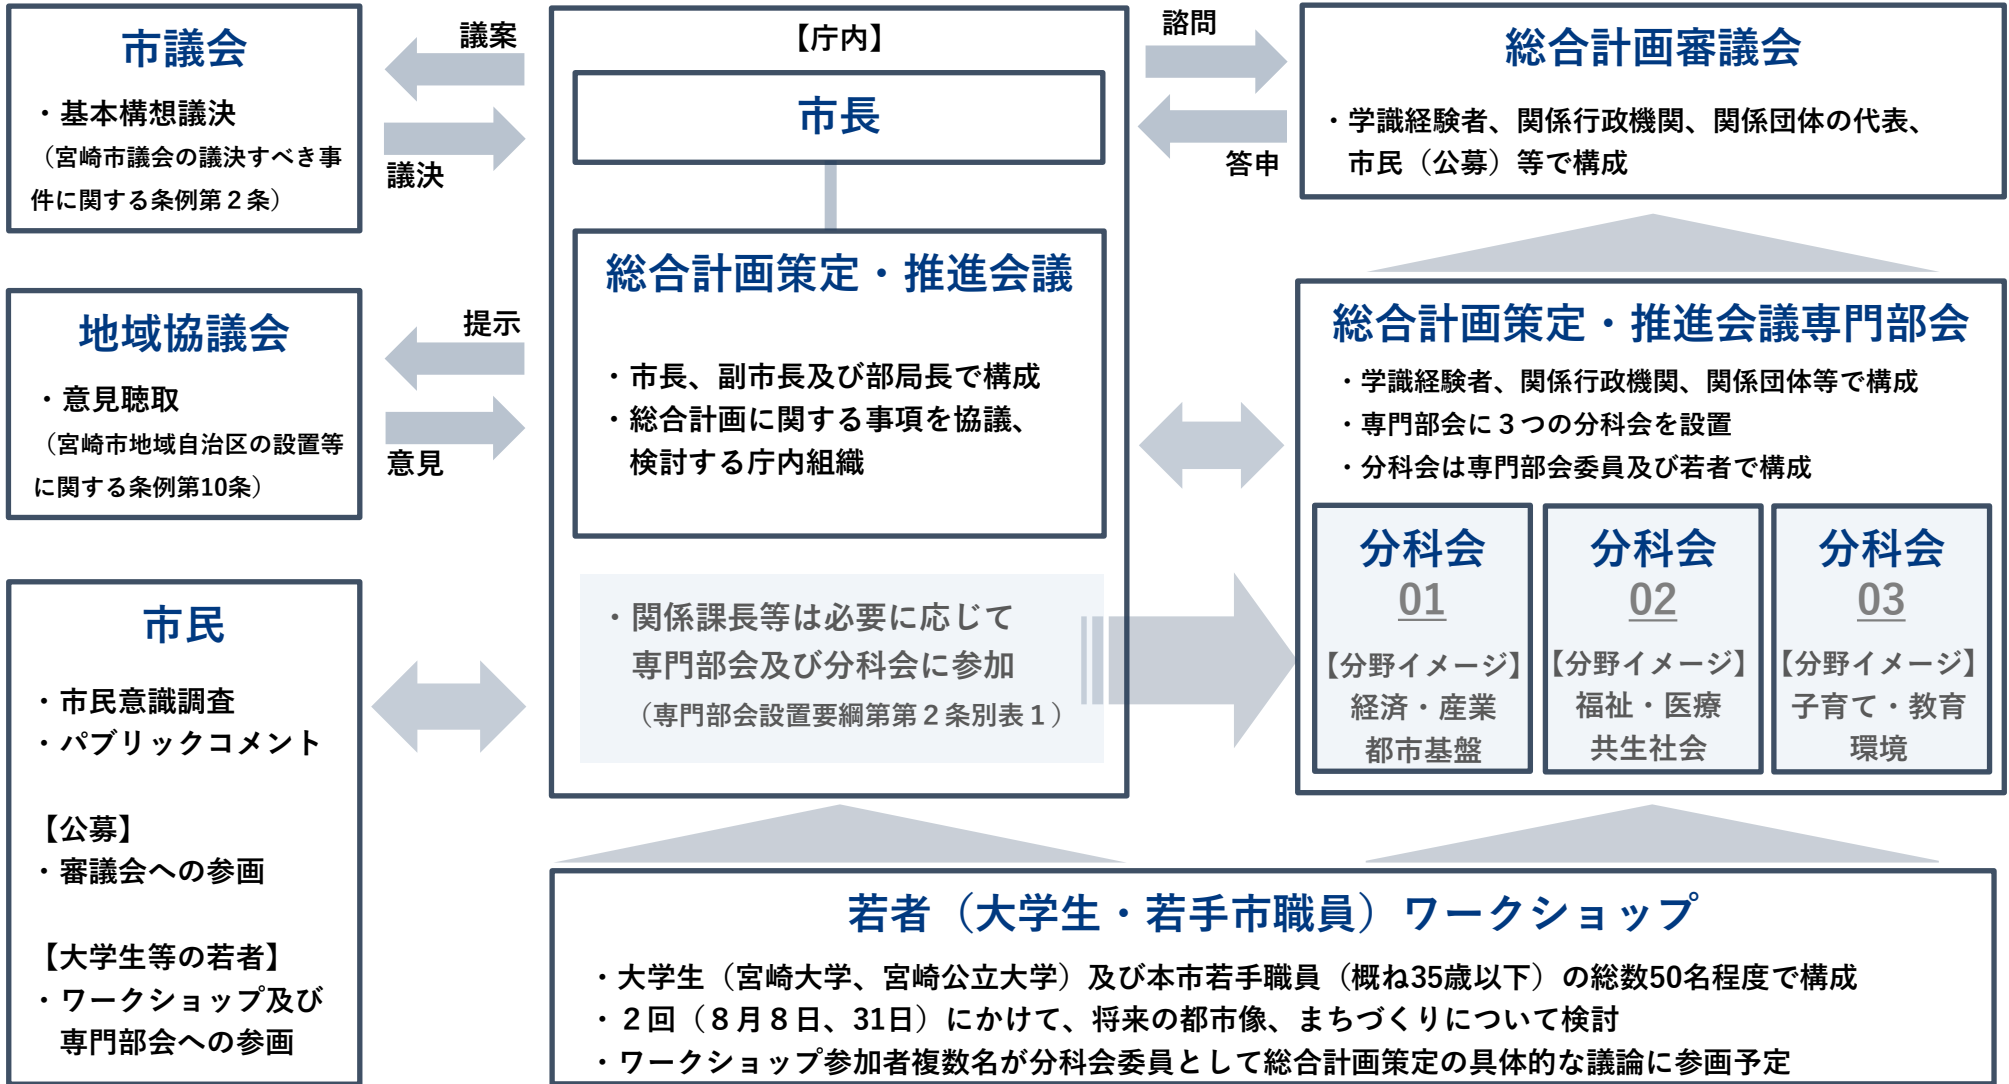 市議会
・基本構想議決
（宮崎市議会の議決すべき事
件に関する条例第２条）
議案
議決
地域協議会
・意見聴取
（宮崎市地域自治区の設置等
に関する条例第10条）
提示
意見
市民
・市民意識調査
・パブリックコメント
【公募】
・審議会への参画
【大学生等の若者】
・ワークショップ及び
専門部会への参画
【庁内】
市長
総合計画策定・推進会議
・市長、副市長及び部局長で構成
・総合計画に関する事項を協議、
検討する庁内組織
・関係課長等は必要に応じて
専門部会及び分科会に参加
（専門部会設置要綱第第２条別表１）
諮問
答申
総合計画審議会
・学識経験者、関係行政機関、関係団体の代表、
市民（公募）等で構成
総合計画策定・推進会議専門部会
・学識経験者、関係行政機関、関係団体等で構成
・専門部会に３つの分科会を設置
・分科会は専門部会委員及び若者で構成
分科会
01
【分野イメージ】
経済・産業
都市基盤
分科会
02
【分野イメージ】
福祉・医療
共生社会
分科会
03
【分野イメージ】
子育て・教育
環境
若者（大学生・若手市職員）ワークショップ
・大学生（宮崎大学、宮崎公立大学）及び本市若手職員（概ね35歳以下）の総数50名程度で構成
・２回（８月８日、31日）にかけて、将来の都市像、まちづくりについて検討
・ワークショップ参加者複数名が分科会委員として総合計画策定の具体的な議論に参画予定